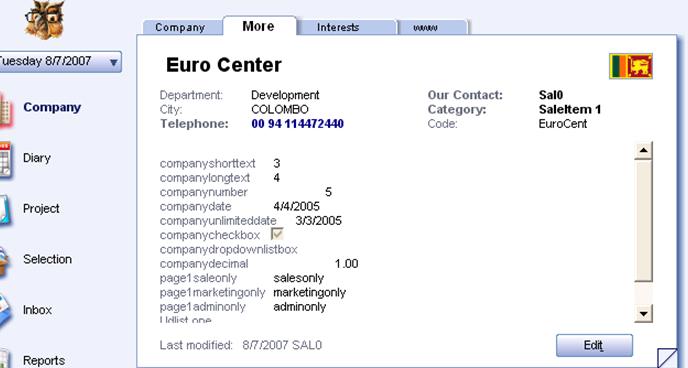 Company More Interests www
Tuesday 8/7/2007
Euro Center
Department: Development Our Contact: Sal0
City: COLOMBO Category: SaleItem 1
Telephone: 00 94 114472440 Code: EuroCent
Company
Diary
Project
Selection
Inbox
Reports
companyshorttext 3
companylongtext 4
companynumber 5
companydate 4/4/2005
companyunlimiteddate 3/3/2005
companycheckbox
companydropdownlistbox
companydecimal 1.00
page1saleonly salesonly
page1marketingonly marketingonly
page1adminonly adminonly
Udlist one
Last modified: 8/7/2007 SAL0
Edit